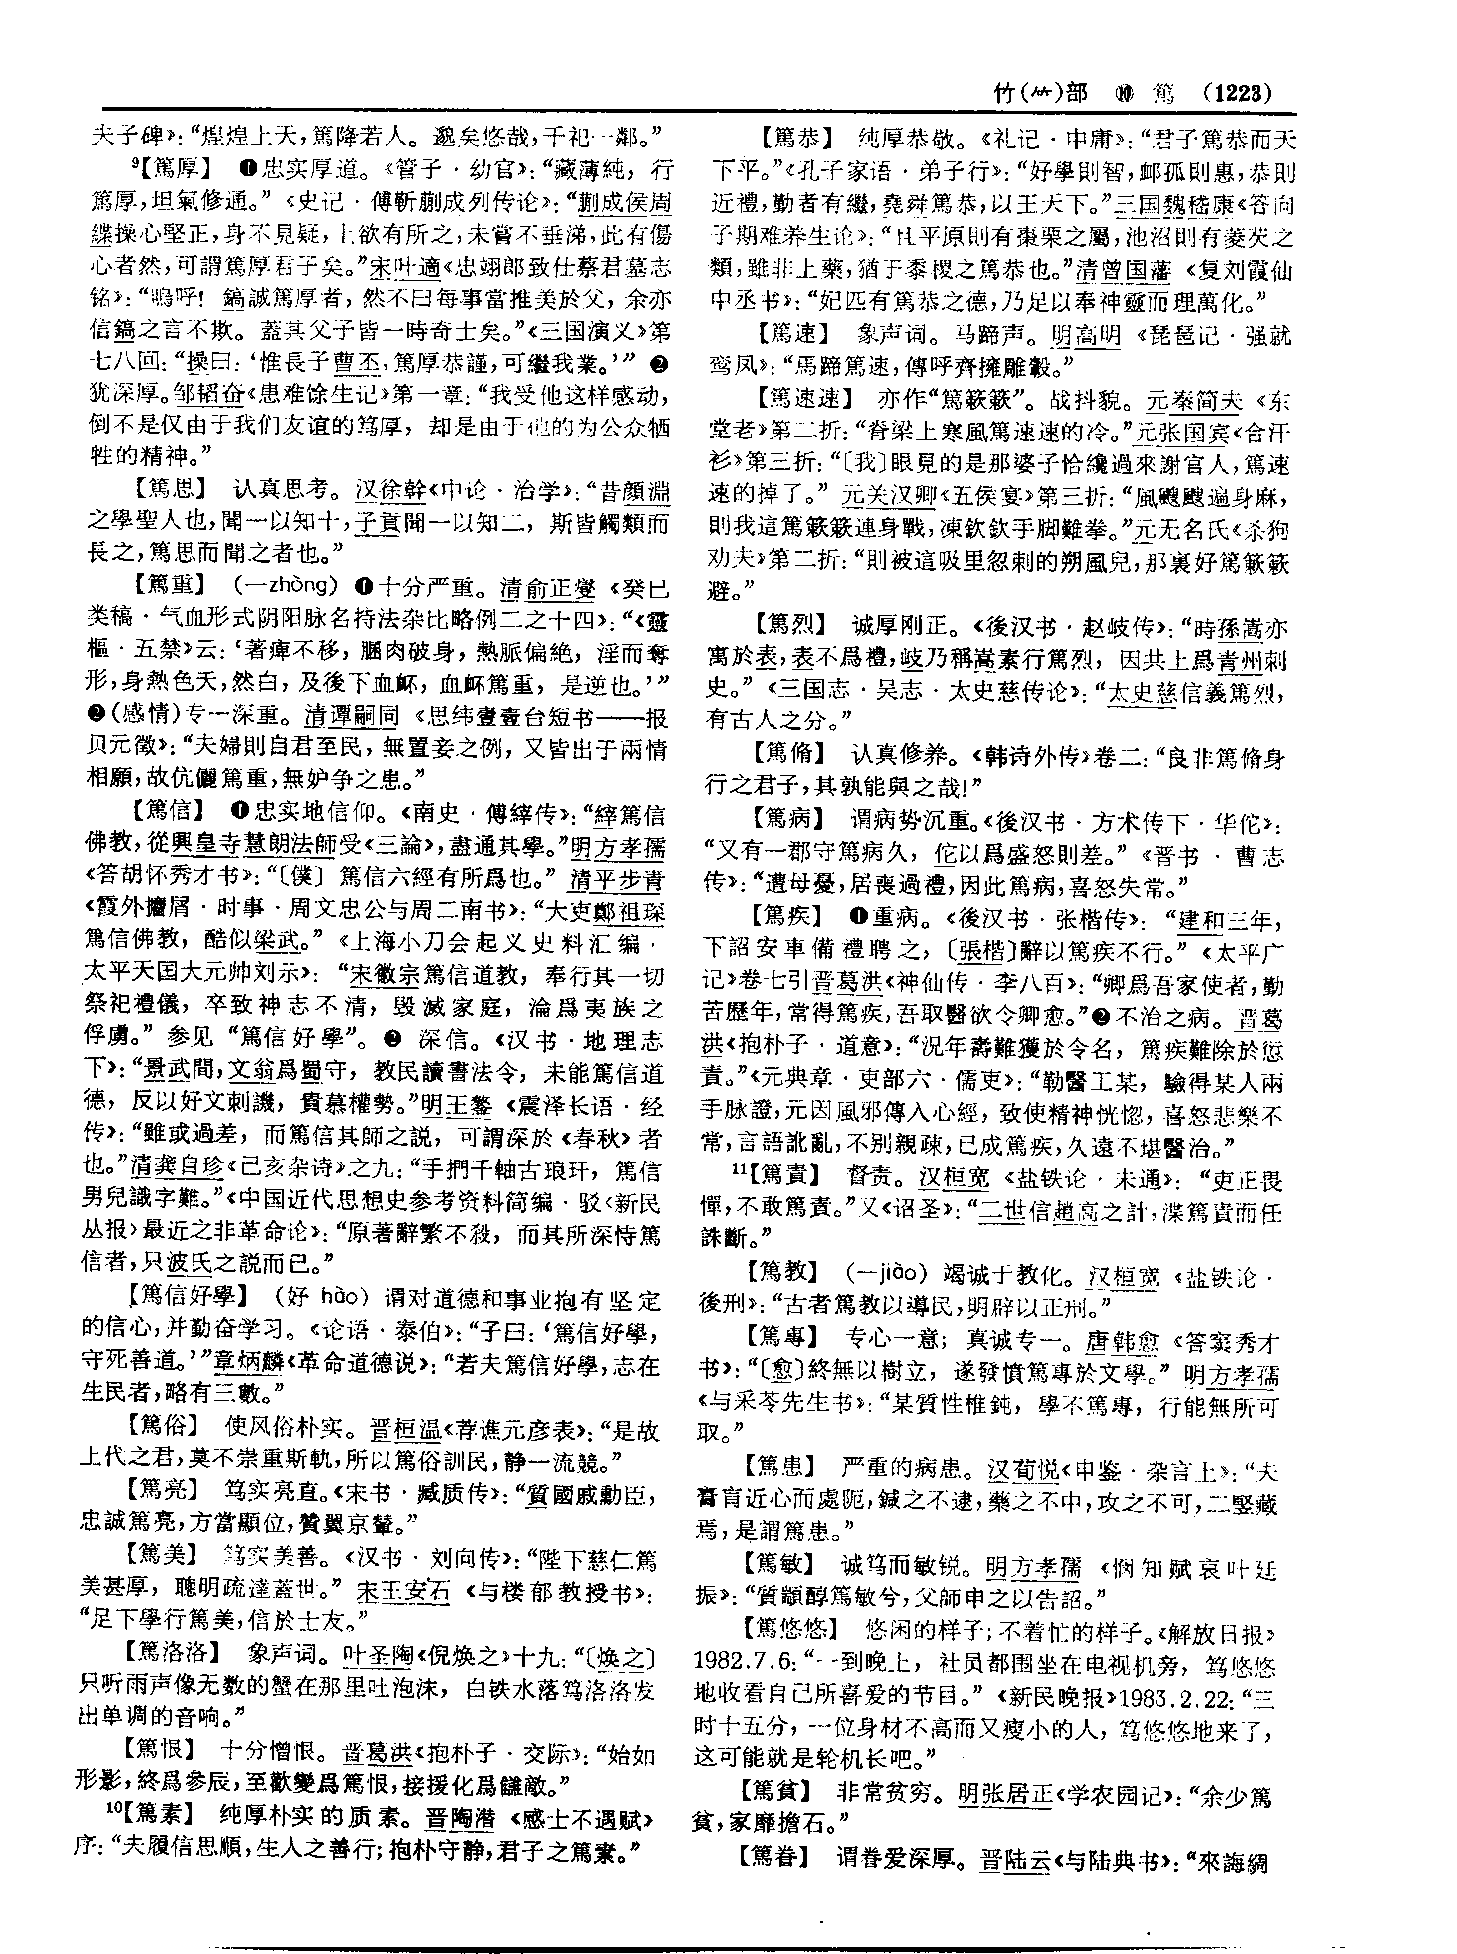 竹(⺮)部 ⑩ 篤 (1223)
夫子碑》：“煌煌上天，篤降若人。邈矣悠哉，千祀一鄰。”
⁹【篤厚】 ❶忠实厚道。《管子·幼官》：“藏薄純，行
篤厚，坦氣修通。”《史记·傅靳蒯成列传论》：“蒯成侯周
緤操心堅正，身不見疑，上欲有所之，未嘗不垂涕，此有傷
心者然，可謂篤厚君子矣。”宋叶適《忠翊郎致仕蔡君墓志
铭》：“嗚呼！鎬誠篤厚者，然不曰每事當推美於父，余亦
信鎬之言不欺。蓋其父子皆一時奇士矣。”《三国演义》第
七八回：“操曰：‘惟長子曹丕，篤厚恭謹，可繼我業。’” ❷
犹深厚。邹韬奋《患难馀生记》第一章：“我受他这样感动，
倒不是仅由于我们友谊的笃厚，却是由于他的为公众牺
牲的精神。”
【篤思】 认真思考。汉徐幹《中论·治学》：“昔顔淵
之學聖人也，聞一以知十，子貢聞一以知二，斯皆觸類而
長之，篤思而聞之者也。”
【篤重】 (一zhòng) ❶十分严重。清俞正燮《癸巳
类稿·气血形式阴阳脉名持法杂比略例二之十四》：“《靈
樞·五禁》云：‘著痺不移，䐃肉破身，熱脈偏絶，淫而奪
形，身熱色夭，然白，及後下血衃，血衃篤重，是逆也。’”
❷(感情)专一深重。清谭嗣同《思纬壹壺台短书——报
贝元徵》：“夫婦則自君至民，無置妾之例，又皆出于兩情
相願，故伉儷篤重，無妒争之患。”
【篤信】 ❶忠实地信仰。《南史·傅縡传》：“縡篤信
佛教，從興皇寺慧朗法師受《三論》，盡通其學。”明方孝孺
《答胡怀秀才书》：“〔僕〕篤信六經有所爲也。”清平步青
《霞外攟屑·时事·周文忠公与周二南书》：“大吏鄭祖琛
篤信佛教，酷似梁武。”《上海小刀会起义史料汇编·
太平天国大元帅刘示》：“宋徽宗篤信道教，奉行其一切
祭祀禮儀，卒致神志不清，毁滅家庭，淪爲夷族之
俘虜。”参见“篤信好學”。❷深信。《汉书·地理志
下》：“景武間，文翁爲蜀守，教民讀書法令，未能篤信道
德，反以好文刺譏，貴慕權勢。”明王鏊《震泽长语·经
传》：“雖或過差，而篤信其師之説，可謂深於《春秋》者
也。”清龚自珍《己亥杂诗》之九：“手捫千軸古琅玕，篤信
男兒識字難。”《中国近代思想史参考资料简编·驳〈新民
丛报〉最近之非革命论》：“原著辭繁不殺，而其所深恃篤
信者，只波氏之説而已。”
【篤信好學】 (好 hào) 谓对道德和事业抱有坚定
的信心，并勤奋学习。《论语·泰伯》：“子曰：‘篤信好學，
守死善道。’”章炳麟《革命道德说》：“若夫篤信好學，志在
生民者，略有三數。”
【篤俗】 使风俗朴实。晋桓温《荐谯元彦表》：“是故
上代之君，莫不崇重斯軌，所以篤俗訓民，静一流競。”
【篤亮】 笃实亮直。《宋书·臧质传》：“質國戚勳臣，
忠誠篤亮，方當顯位，贊翼京輦。”
【篤美】 笃实美善。《汉书·刘向传》：“陛下慈仁篤
美甚厚，聰明疏達蓋世。”宋王安石《与楼郁教授书》：
“足下學行篤美，信於士友。”
【篤洛洛】 象声词。叶圣陶《倪焕之》十九：“〔焕之〕
只听雨声像无数的蟹在那里吐泡沫，白铁水落笃洛洛发
出单调的音响。”
【篤恨】 十分憎恨。晋葛洪《抱朴子·交际》：“始如
形影，終爲參辰，至歡變爲篤恨，接援化爲讎敵。”
¹⁰【篤素】 纯厚朴实的质素。晋陶潜《感士不遇赋》
序：“夫履信思順，生人之善行；抱朴守静，君子之篤素。”
【篤恭】 纯厚恭敬。《礼记·中庸》：“君子篤恭而天
下平。”《孔子家语·弟子行》：“好學則智，卹孤則惠，恭則
近禮，勤者有繼，堯舜篤恭，以王天下。”三国魏嵇康《答向
子期难养生论》：“且平原則有棗栗之屬，池沼則有菱芡之
類，雖非上藥，猶于黍稷之篤恭也。”清曾国藩《复刘霞仙
中丞书》：“妃匹有篤恭之德，乃足以奉神靈而理萬化。”
【篤速】 象声词。马蹄声。明高明《琵琶记·强就
鸾凤》：“馬蹄篤速，傳呼齊擁雕轂。”
【篤速速】 亦作“篤簌簌”。战抖貌。元秦简夫《东
堂老》第二折：“脊梁上寒風篤速速的冷。”元张国宾《合汗
衫》第三折：“〔我〕眼見的是那婆子恰纔過來謝官人，篤速
速的掉了。”元关汉卿《五侯宴》第三折：“風颼颼遍身麻，
則我這篤簌簌連身戰，凍欽欽手脚難拳。”元无名氏《杀狗
劝夫》第二折：“則被這吸里忽剌的朔風兒，那裏好篤簌簌
避。”
【篤烈】 诚厚刚正。《後汉书·赵岐传》：“時孫嵩亦
寓於表，表不爲禮，岐乃稱嵩素行篤烈，因共上爲青州刺
史。”《三国志·吴志·太史慈传论》：“太史慈信義篤烈，
有古人之分。”
【篤脩】 认真修养。《韩诗外传》卷二：“良非篤脩身
行之君子，其孰能與之哉！”
【篤病】 谓病势沉重。《後汉书·方术传下·华佗》：
“又有一郡守篤病久，佗以爲盛怒則差。”《晋书·曹志
传》：“遭母憂，居喪過禮，因此篤病，喜怒失常。”
【篤疾】 ❶重病。《後汉书·张楷传》：“建和三年，
下詔安車備禮聘之，〔張楷〕辭以篤疾不行。”《太平广
记》卷七引晋葛洪《神仙传·李八百》：“卿爲吾家使者，勤
苦歷年，常得篤疾，吾取醫欲令卿愈。”❷不治之病。晋葛
洪《抱朴子·道意》：“況年壽難獲於令名，篤疾難除於愆
責。”《元典章·吏部六·儒吏》：“勒醫工某，驗得某人兩
手脉證，元因風邪傳入心經，致使精神恍惚，喜怒悲樂不
常，言語訛亂，不别親疎，已成篤疾，久遠不堪醫治。”
¹¹【篤責】 督责。汉桓宽《盐铁论·未通》：“吏正畏
憚，不敢篤責。”又《诏圣》：“二世信趙高之計，渫篤責而任
誅斷。”
【篤教】 (一jiào) 竭诚于教化。汉桓宽《盐铁论·
後刑》：“古者篤教以導民，明辟以正刑。”
【篤專】 专心一意；真诚专一。唐韩愈《答窦秀才
书》：“〔愈〕終無以樹立，遂發憤篤專於文學。”明方孝孺
《与采苓先生书》：“某質性椎鈍，學不篤專，行能無所可
取。”
【篤患】 严重的病患。汉荀悦《申鉴·杂言上》：“夫
膏肓近心而處阨，鍼之不逮，藥之不中，攻之不可，二豎藏
焉，是謂篤患。”
【篤敏】 诚笃而敏锐。明方孝孺《悯知赋哀叶廷
振》：“質顓醇篤敏兮，父師申之以告詔。”
【篤悠悠】 悠闲的样子；不着忙的样子。《解放日报》
1982.7.6：“一到晚上，社员都围坐在电视机旁，笃悠悠
地收看自己所喜爱的节目。”《新民晚报》1983.2.22：“三
时十五分，一位身材不高而又瘦小的人，笃悠悠地来了，
这可能就是轮机长吧。”
【篤貧】 非常贫穷。明张居正《学农园记》：“余少篤
貧，家靡擔石。”
【篤眷】 谓眷爱深厚。晋陆云《与陆典书》：“來誨綢